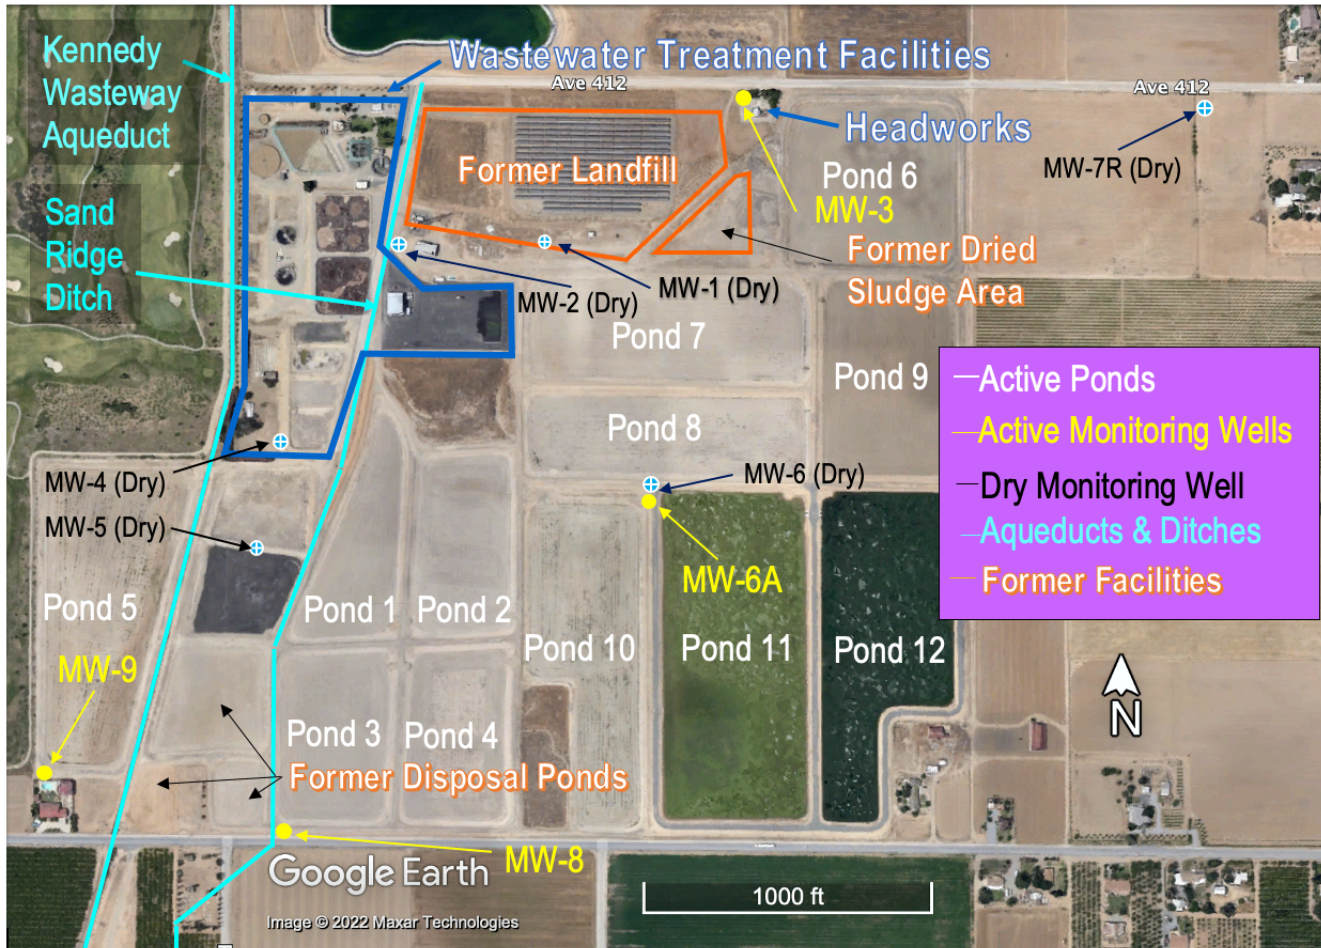 Kennedy
Wasteway
Aqueduct
Wastewater Treatment Facilities
Ave 412
Ave 412
Headworks
MW-7R (Dry)
Former Landfill
Pond 6
MW-3
Sand
Ridge
Ditch
Former Dried
Sludge Area
MW-2 (Dry)
MW-1 (Dry)
Pond 7
Pond 9
Pond 8
Active Ponds
Active Monitoring Wells
Dry Monitoring Well
Aqueducts & Ditches
Former Facilities
MW-4 (Dry)
MW-6 (Dry)
MW-5 (Dry)
MW-6A
Pond 5
Pond 1
Pond 2
Pond 10
Pond 11
Pond 12
MW-9
N
Pond 3
Pond 4
Former Disposal Ponds
MW-8
Google Earth
1000 ft
Image © 2022 Maxar Technologies